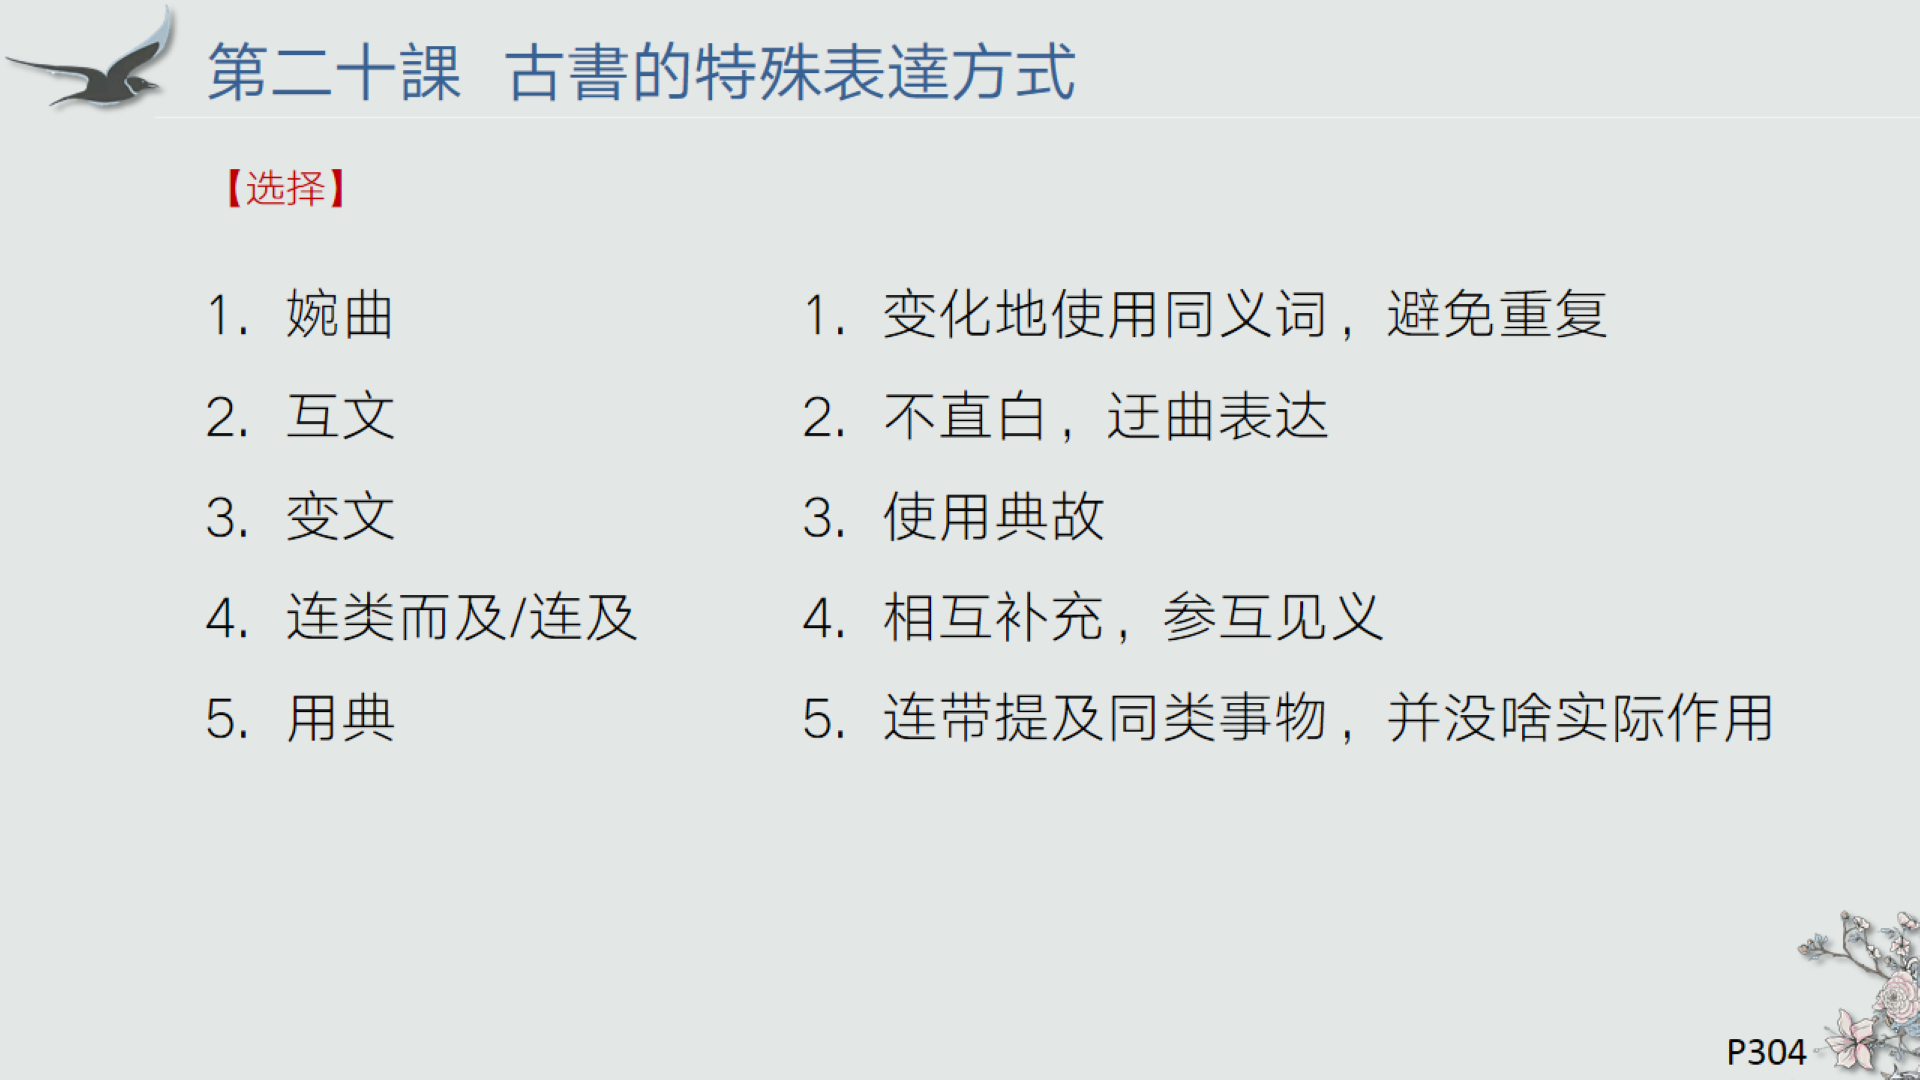 第二十課 古書的特殊表達方式
【选择】
1. 婉曲
2. 互文
3. 变文
4. 连类而及/连及
5. 用典
1. 变化地使用同义词，避免重复
2. 不直白，迂曲表达
3. 使用典故
4. 相互补充，参互见义
5. 连带提及同类事物，并没啥实际作用
P304